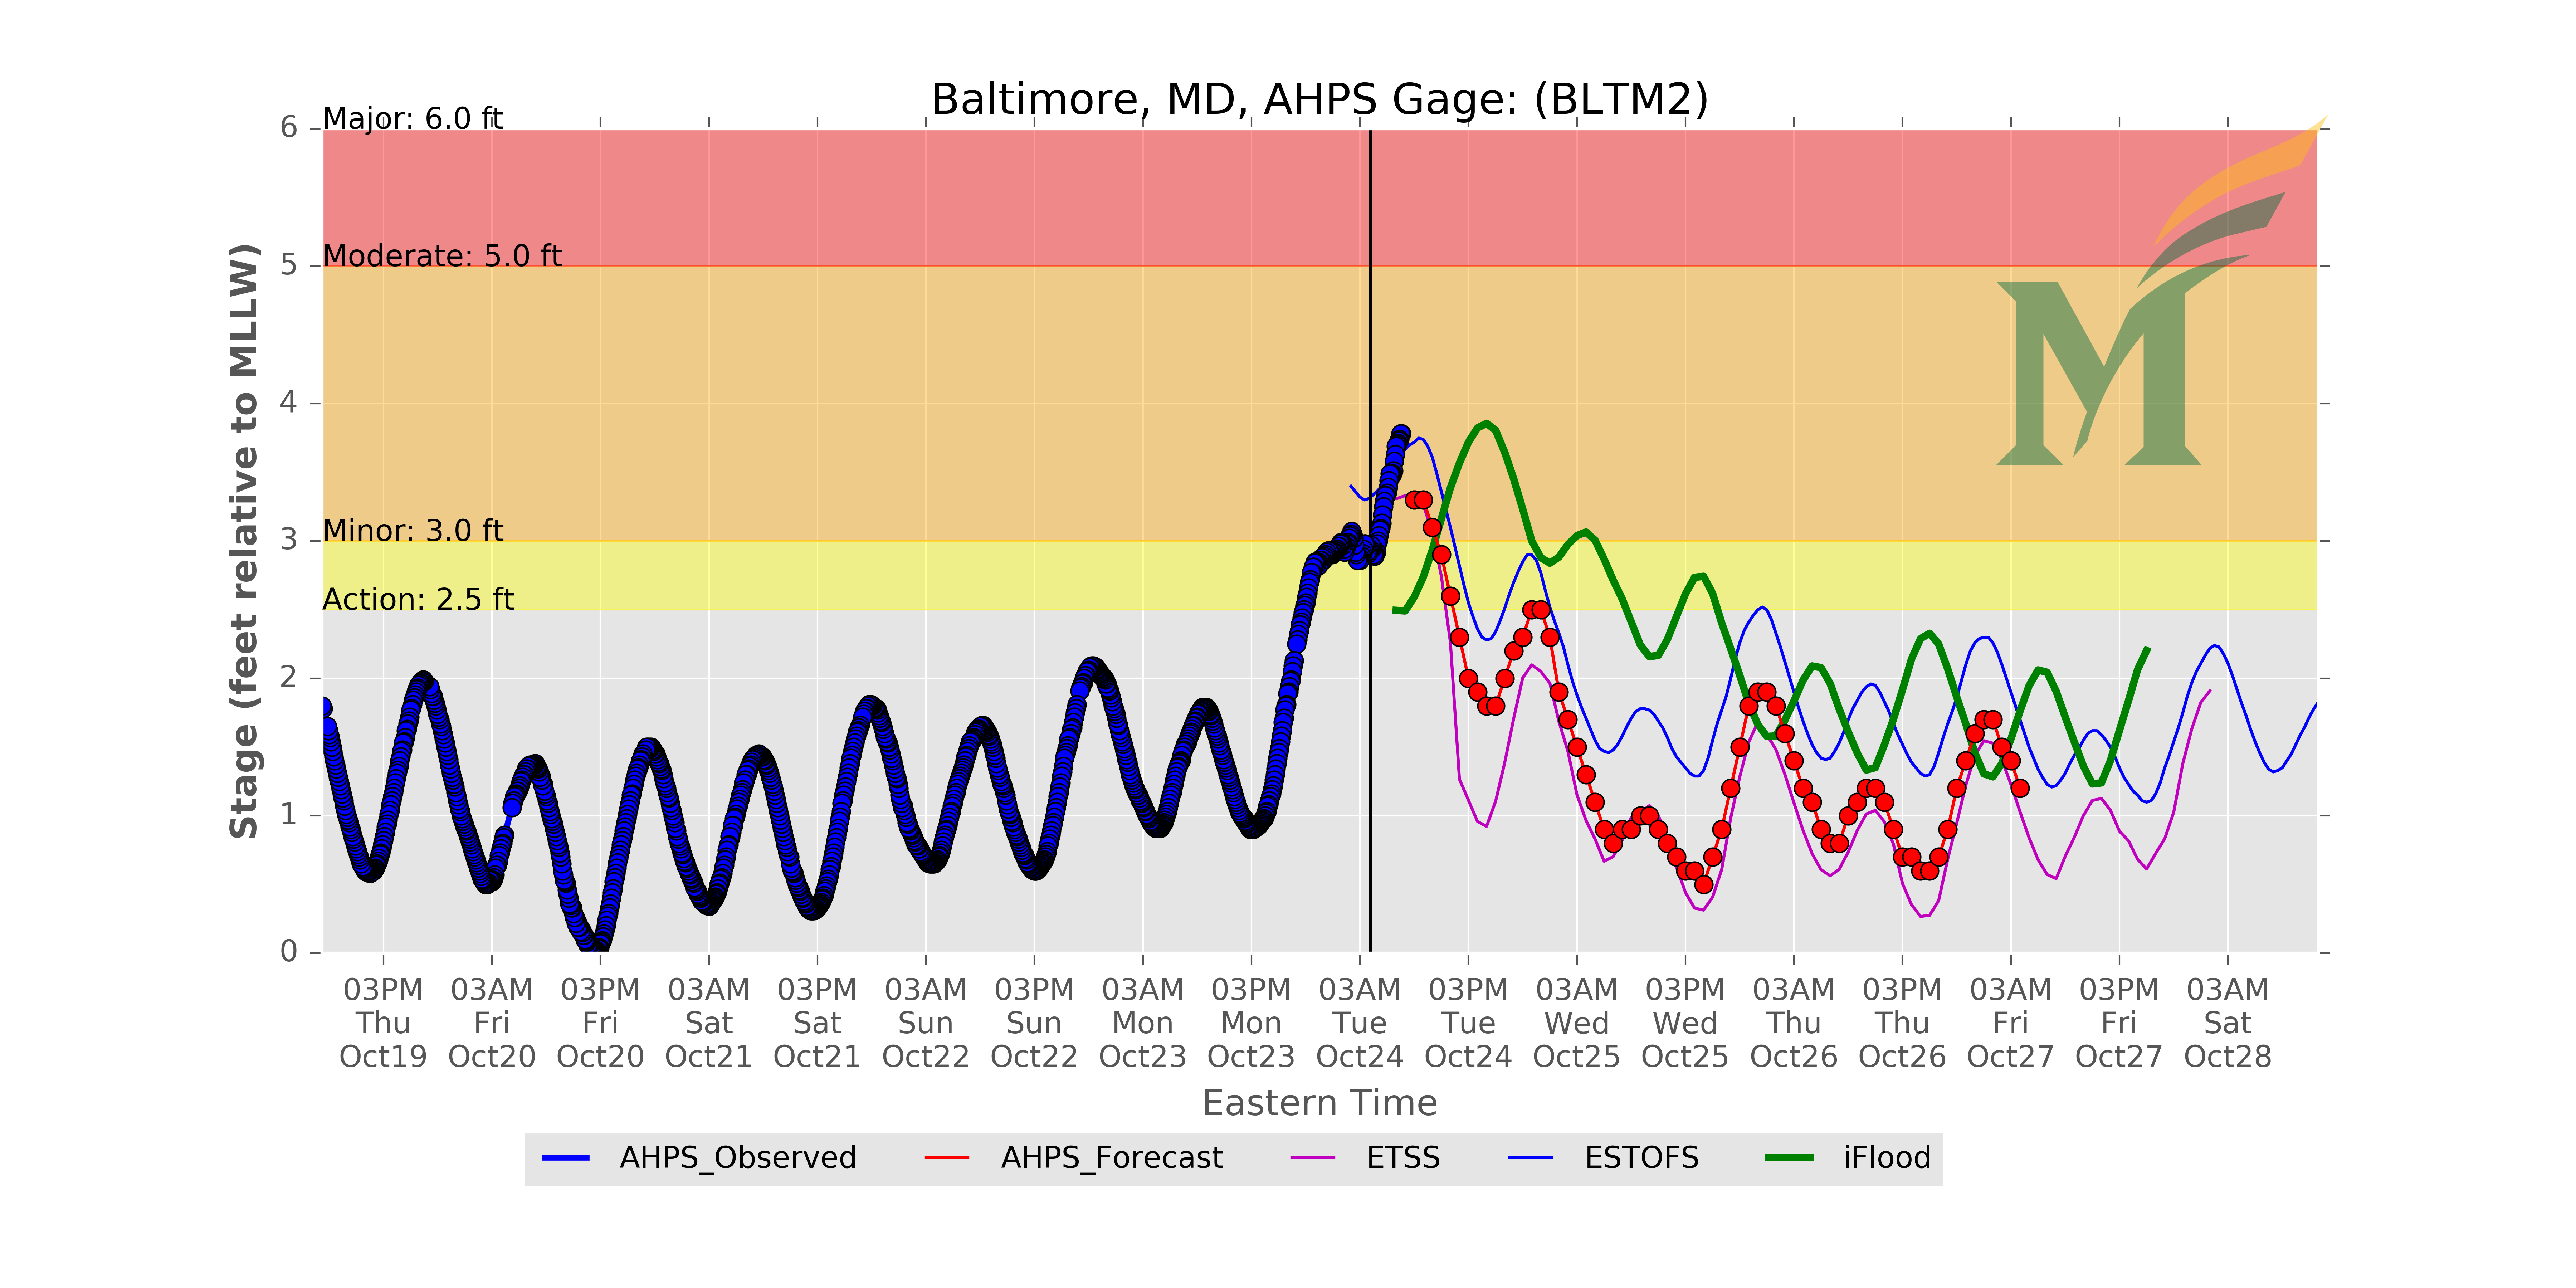 Baltimore, MD, AHPS Gage: (BLTM2)
6
Major: 6.0 ft
5
Moderate: 5.0 ft
4
3
Minor: 3.0 ft
Action: 2.5 ft
2
1
0
Stage (feet relative to MLLW)
03PM 03AM 03PM 03AM 03PM 03AM 03PM 03AM 03PM 03AM 03PM 03AM 03PM 03AM 03PM 03AM 03PM 03AM
Thu Fri Fri Sat Sat Sun Sun Mon Mon Tue Tue Wed Wed Thu Thu Fri Fri Sat
Oct19 Oct20 Oct20 Oct21 Oct21 Oct22 Oct22 Oct23 Oct23 Oct24 Oct24 Oct25 Oct25 Oct26 Oct26 Oct27 Oct27 Oct28
Eastern Time
AHPS_Observed AHPS_Forecast ETSS ESTOFS iFlood
M